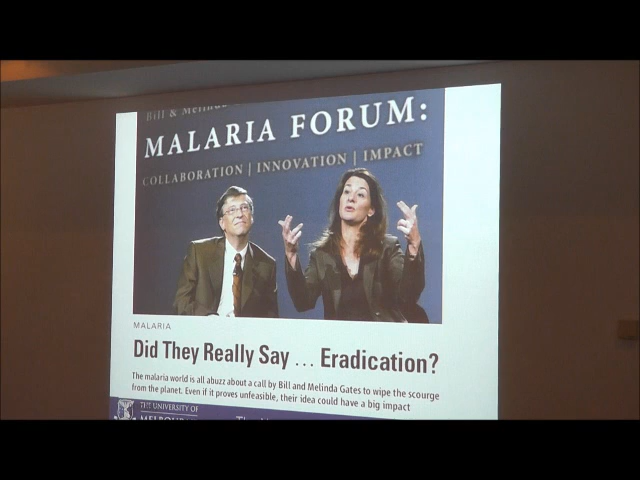 Bill &
MALARIA FORUM:
COLLABORATION | INNOVATION | IMPACT
MALARIA
Did They Really Say ... Eradication?
The malaria world is all abuzz about a call by Bill and Melinda Gates to wipe the scourge
from the planet. Even if it proves unfeasible, their idea could have a big impact
THE UNIVERSITY OF